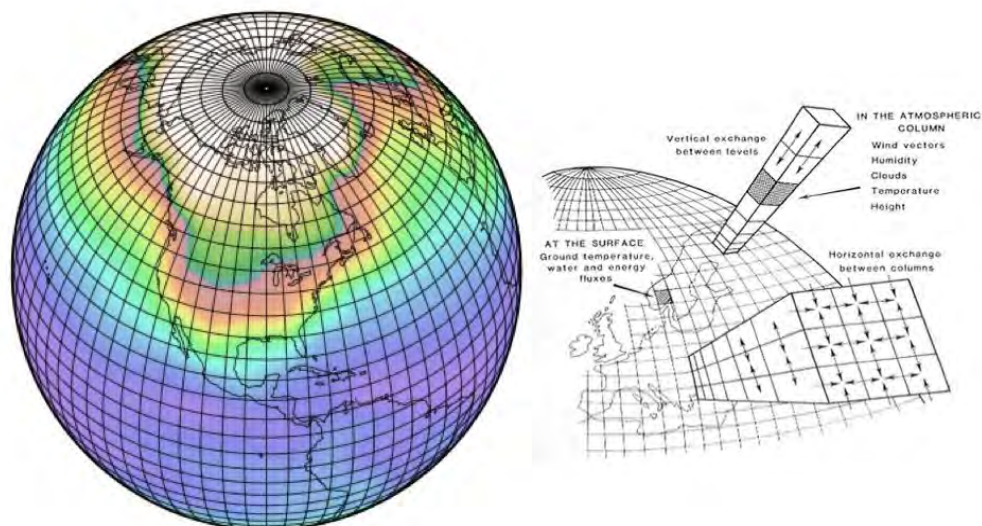 Vertical exchange
between levels
IN THE ATMOSPHERIC
COLUMN
Wind vectors
Humidity
Clouds
Temperature
Height
AT THE SURFACE
Ground temperature,
water and energy
fluxes
Horizontal exchange
between columns